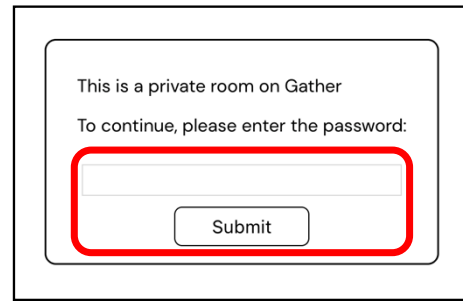 This is a private room on Gather
To continue, please enter the password:
Submit